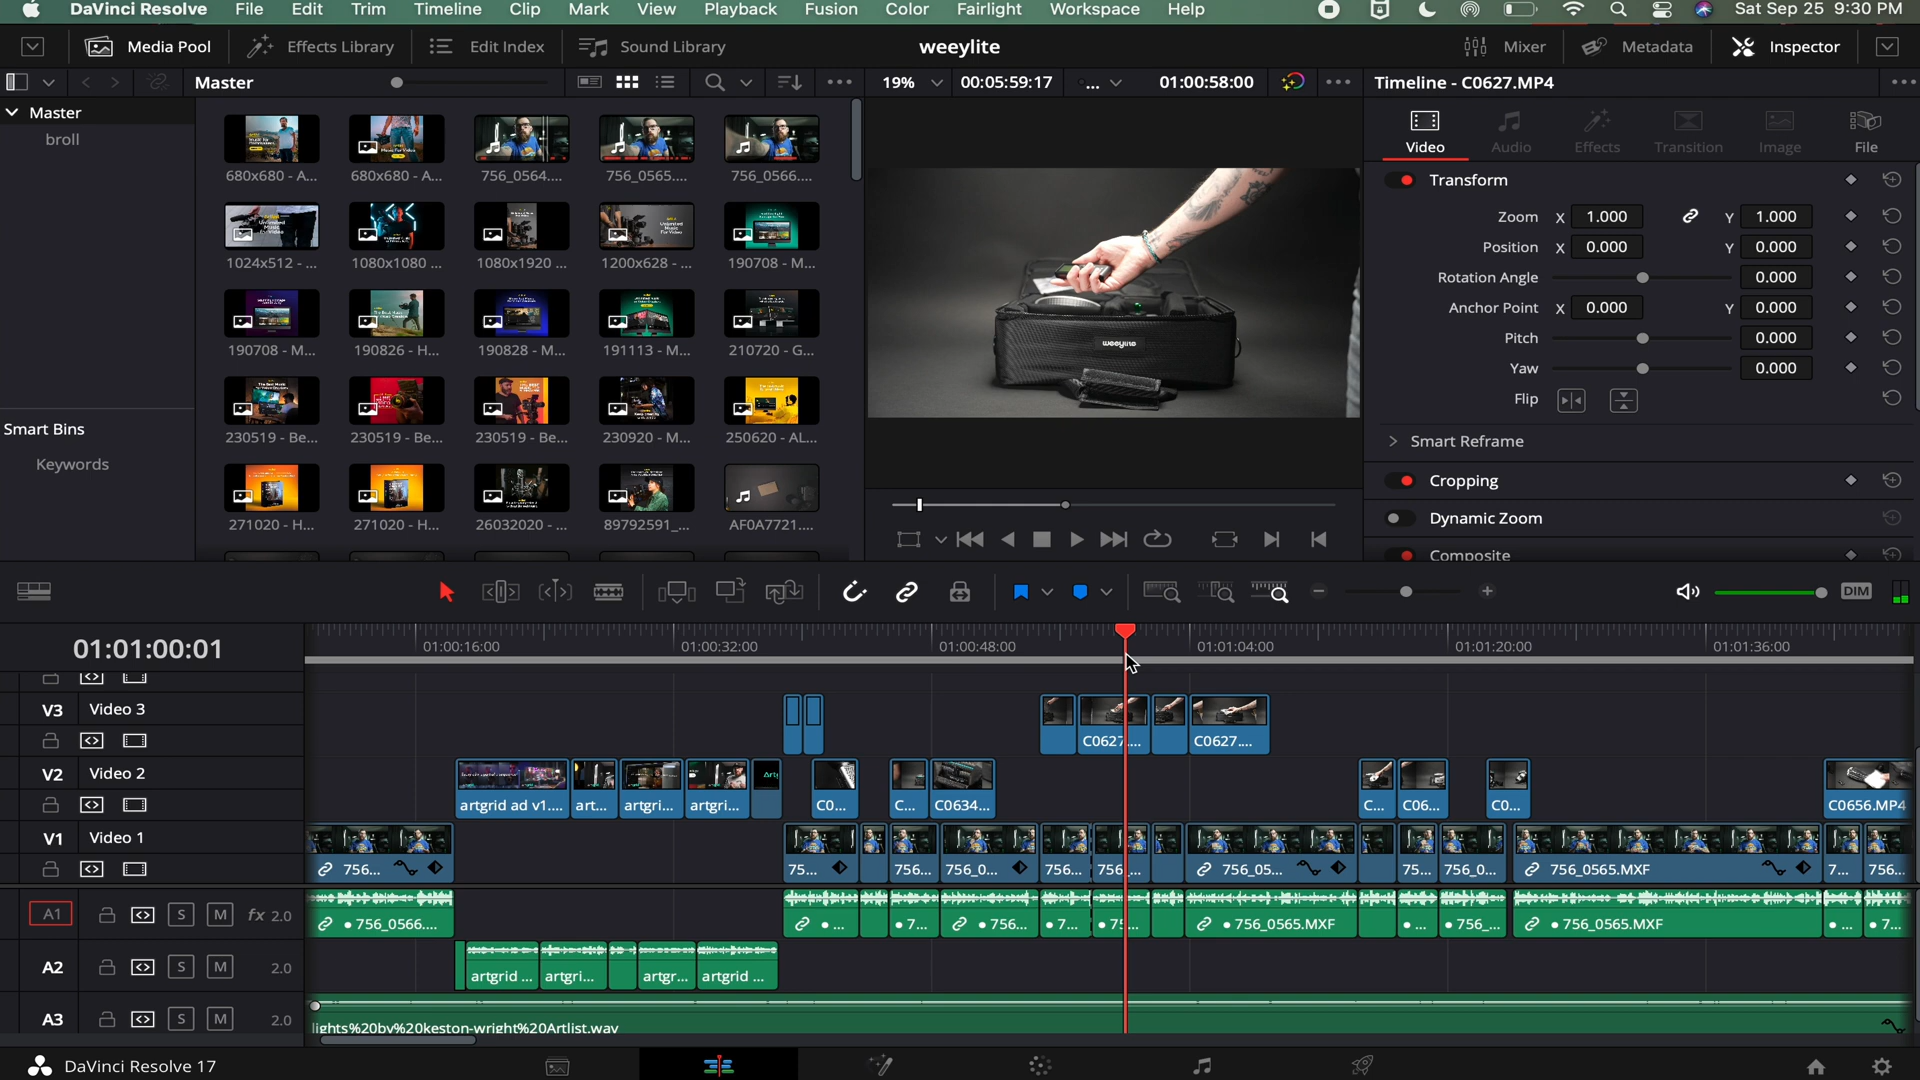 DaVinci Resolve File Edit Trim Timeline Clip Mark View Playback Fusion Color Fairlight Workspace Help Sat Sep 25 9:30 PM
Media Pool Effects Library Edit Index Sound Library weeylite Mixer Metadata Inspector
Master 19% 00:05:59:17 ... 01:00:58:00 Timeline - C0627.MP4
Master
broll
Video Audio Effects Transition Image File
680x680 - A... 680x680 - A... 756_0564.... 756_0565.... 756_0566....
1024x512 - ... 1080x1080 ... 1080x1920 ... 1200x628 - ... 190708 - M...
190708 - M... 190826 - H... 190828 - M... 191113 - M... 210720 - G...
230519 - Be... 230519 - Be... 230519 - Be... 230920 - M... 250620 - AL...
271020 - H... 271020 - H... 26032020 - ... 89792591_... AF0A7721....
Smart Bins
Keywords
weeylite
Transform
Zoom X 1.000 Y 1.000
Position X 0.000 Y 0.000
Rotation Angle 0.000
Anchor Point X 0.000 Y 0.000
Pitch 0.000
Yaw 0.000
Flip
Smart Reframe
Cropping
Dynamic Zoom
Composite
DIM
01:01:00:01 01:00:16:00 01:00:32:00 01:00:48:00 01:01:04:00 01:01:20:00 01:01:36:00
V3 Video 3
C0627.... C0627....
V2 Video 2
artgrid ad v1.... art... artgri... artgri... C0... C... C0634... C... C06... C0... C0656.MP4
V1 Video 1
756... 75... 756... 756_0... 756... 756... 756_05... 75... 756_0... 756_0565.MXF 7... 756...
A1 S M fx 2.0
756_0566.... ... 7... 756... 7... 75... 756_0565.MXF ... 756_... 756_0565.MXF ... 7...
A2 S M 2.0
artgrid ... artgri... artgr... artgrid ...
A3 S M 2.0
lights%20by%20keston-wright%20Artlist.wav
DaVinci Resolve 17